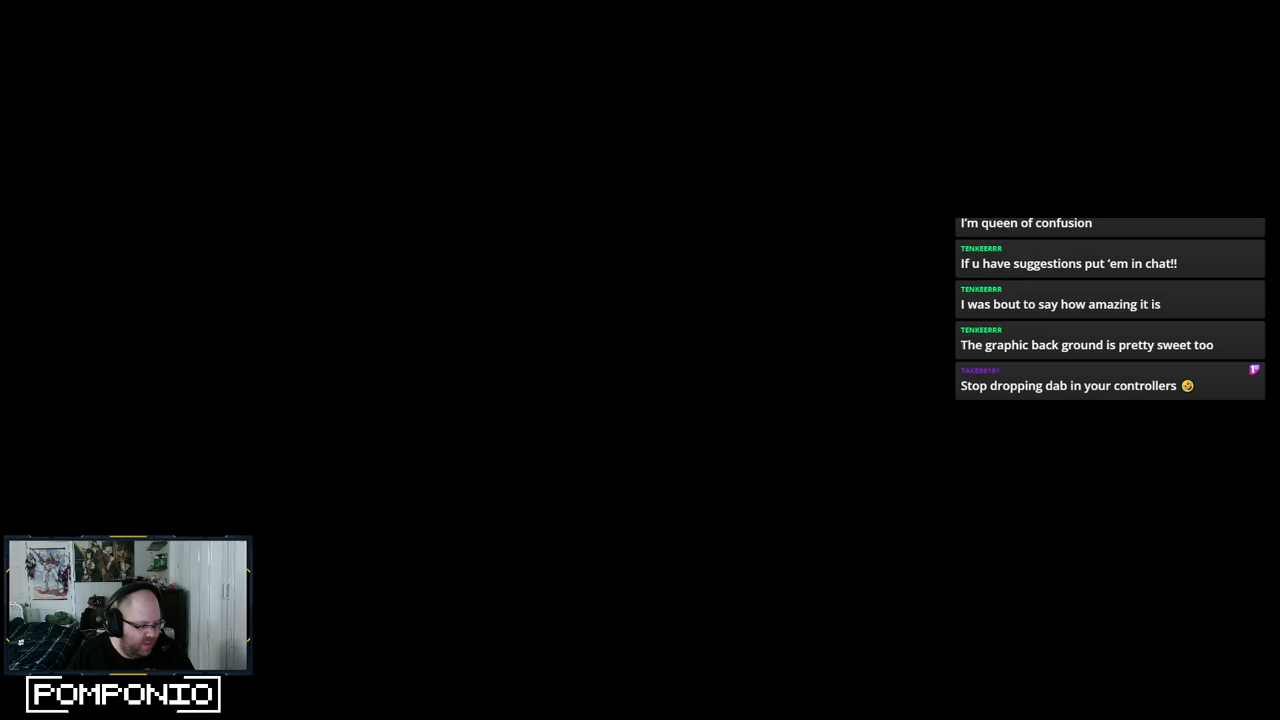 I'm queen of confusion
TENKEERRR
If u have suggestions put 'em in chat!!
TENKEERRR
I was bout to say how amazing it is
TENKEERRR
The graphic back ground is pretty sweet too
TAKER8181
Stop dropping dab in your controllers 🤣
POMPONIO